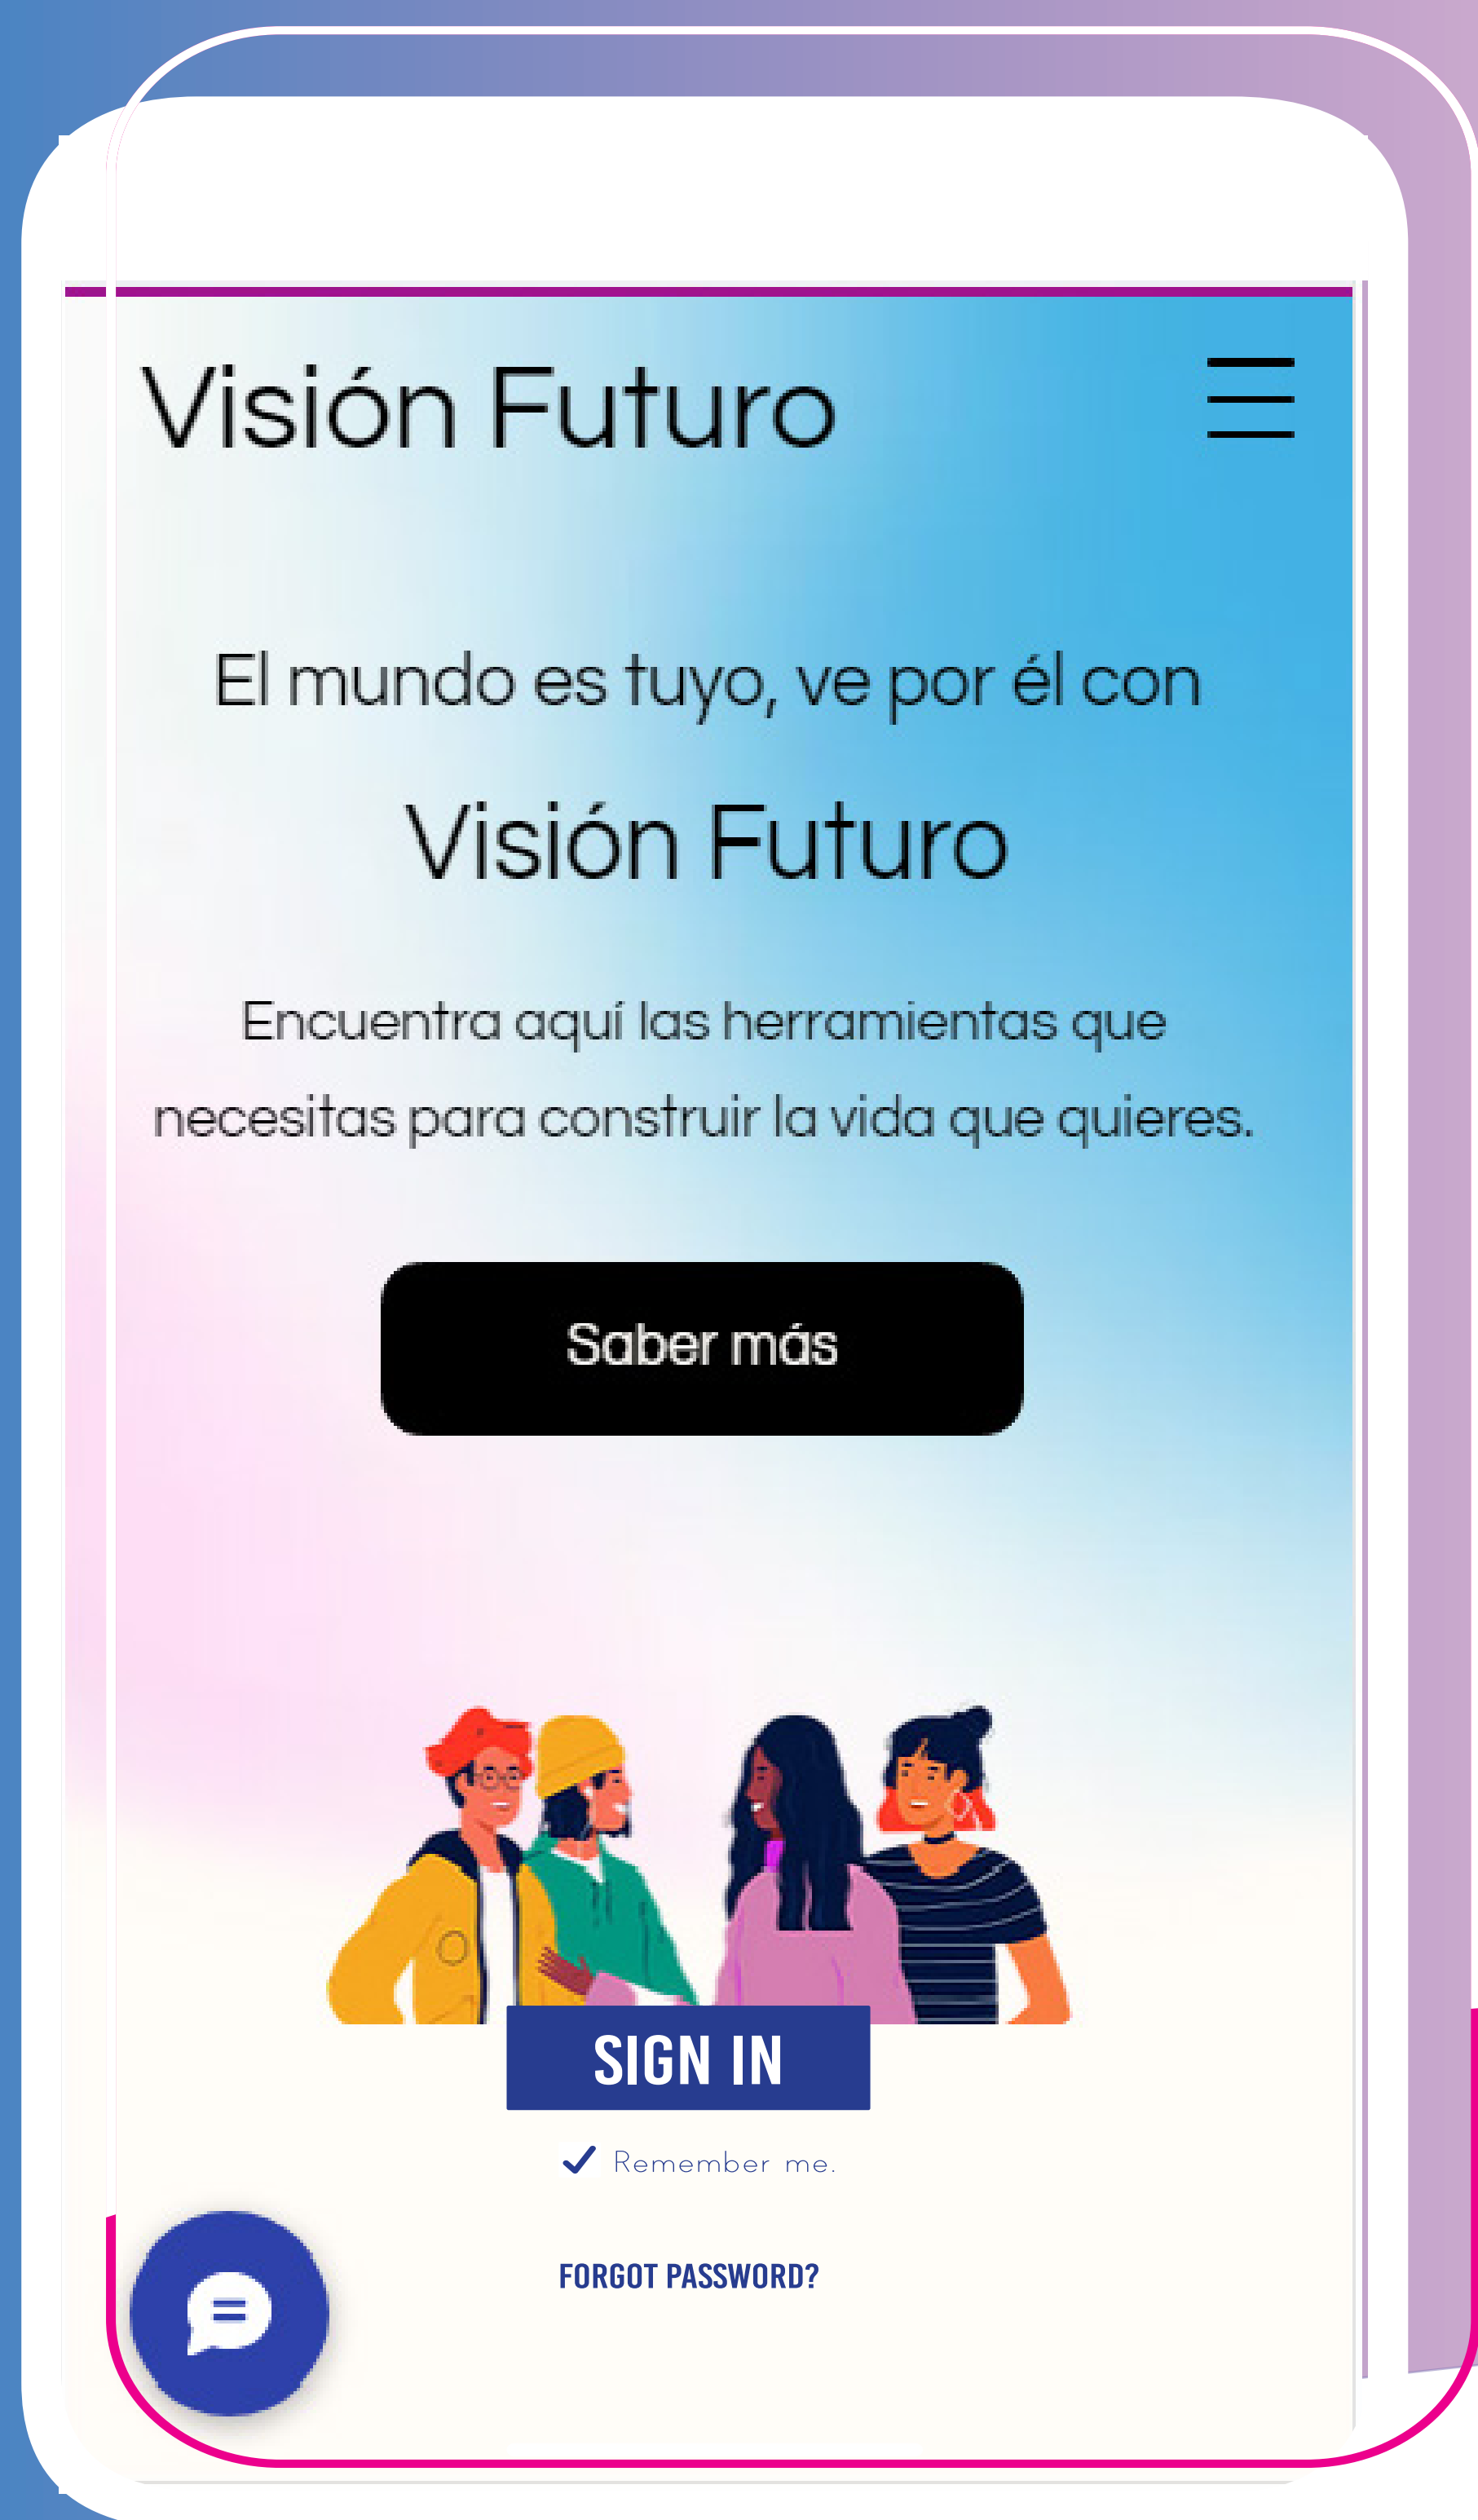 Visión Futuro
El mundo es tuyo, ve por él con
Visión Futuro
Encuentra aquí las herramientas que
necesitas para construir la vida que quieres.
Saber más
SIGN IN
Remember me.
FORGOT PASSWORD?